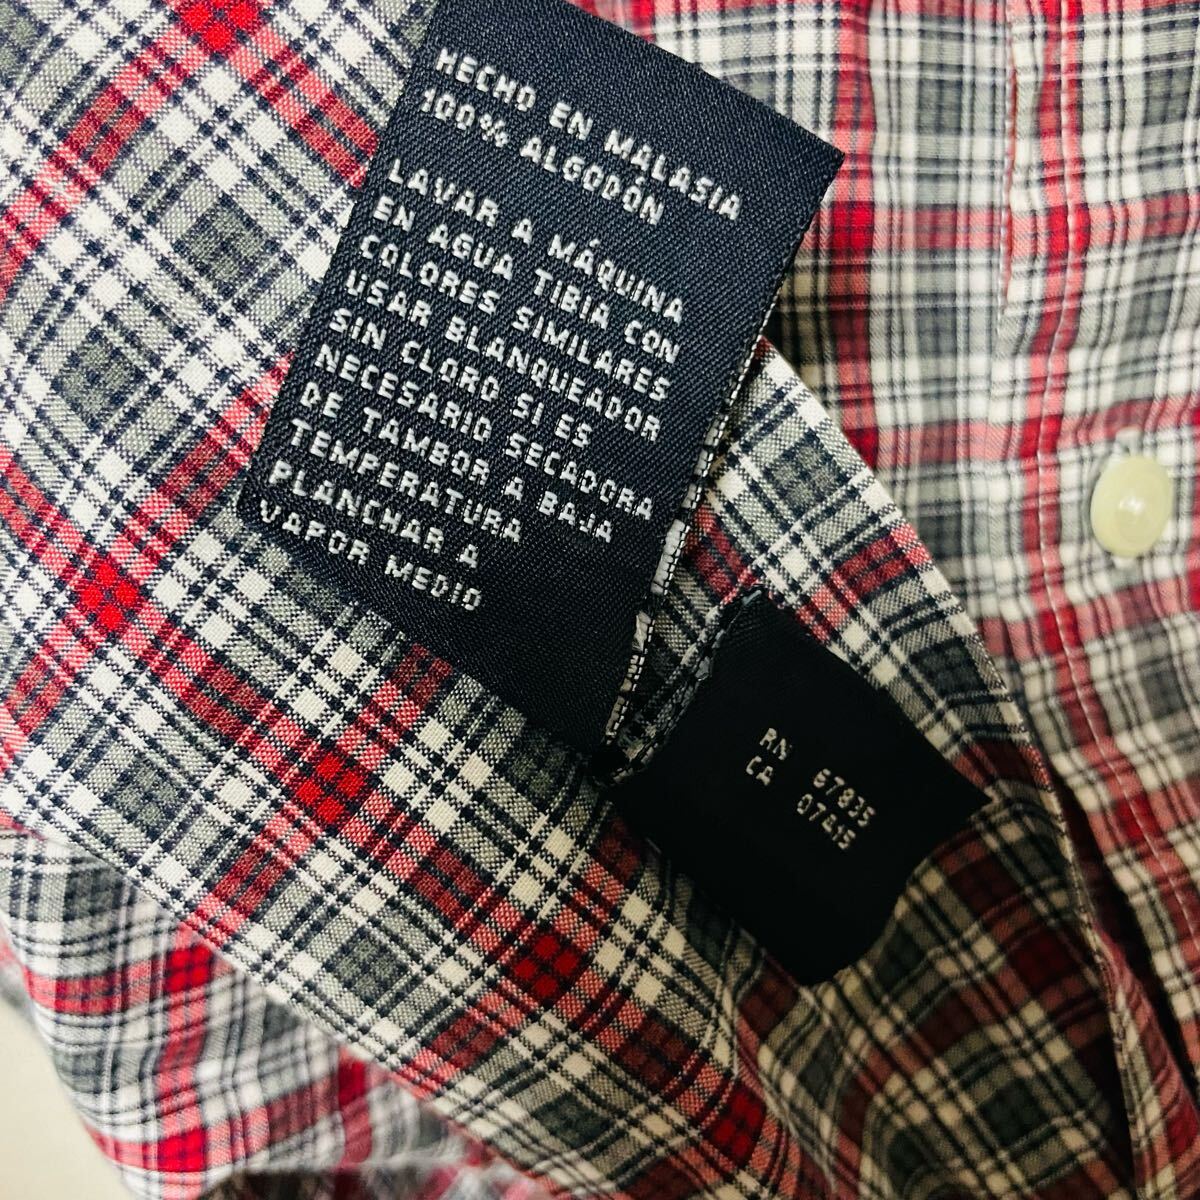 HECHO EN MALASIA
100% ALGODÓN
LAVAR A MÁQUINA
EN AGUA TIBIA CON
COLORES SIMILARES
USAR BLANQUEADOR
SIN CLORO SI ES
NECESARIO SECADORA
DE TAMBOR A BAJA
TEMPERATURA
PLANCHAR A
VAPOR MEDIO
RN 67835
CA 07415